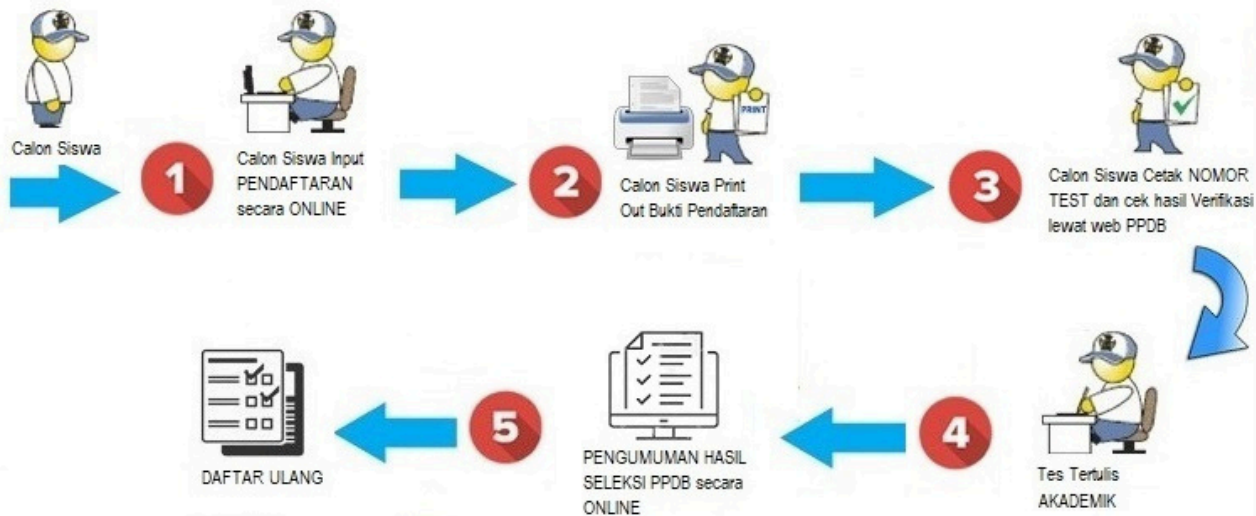 Calon Siswa
1
Calon Siswa Input
PENDAFTARAN
secara ONLINE
2
PRINT
Calon Siswa Print
Out Bukti Pendaftaran
3
Calon Siswa Cetak NOMOR
TEST dan cek hasil Verifikasi
lewat web PPDB
4
Tes Tertulis
AKADEMIK
5
PENGUMUMAN HASIL
SELEKSI PPDB secara
ONLINE
DAFTAR ULANG